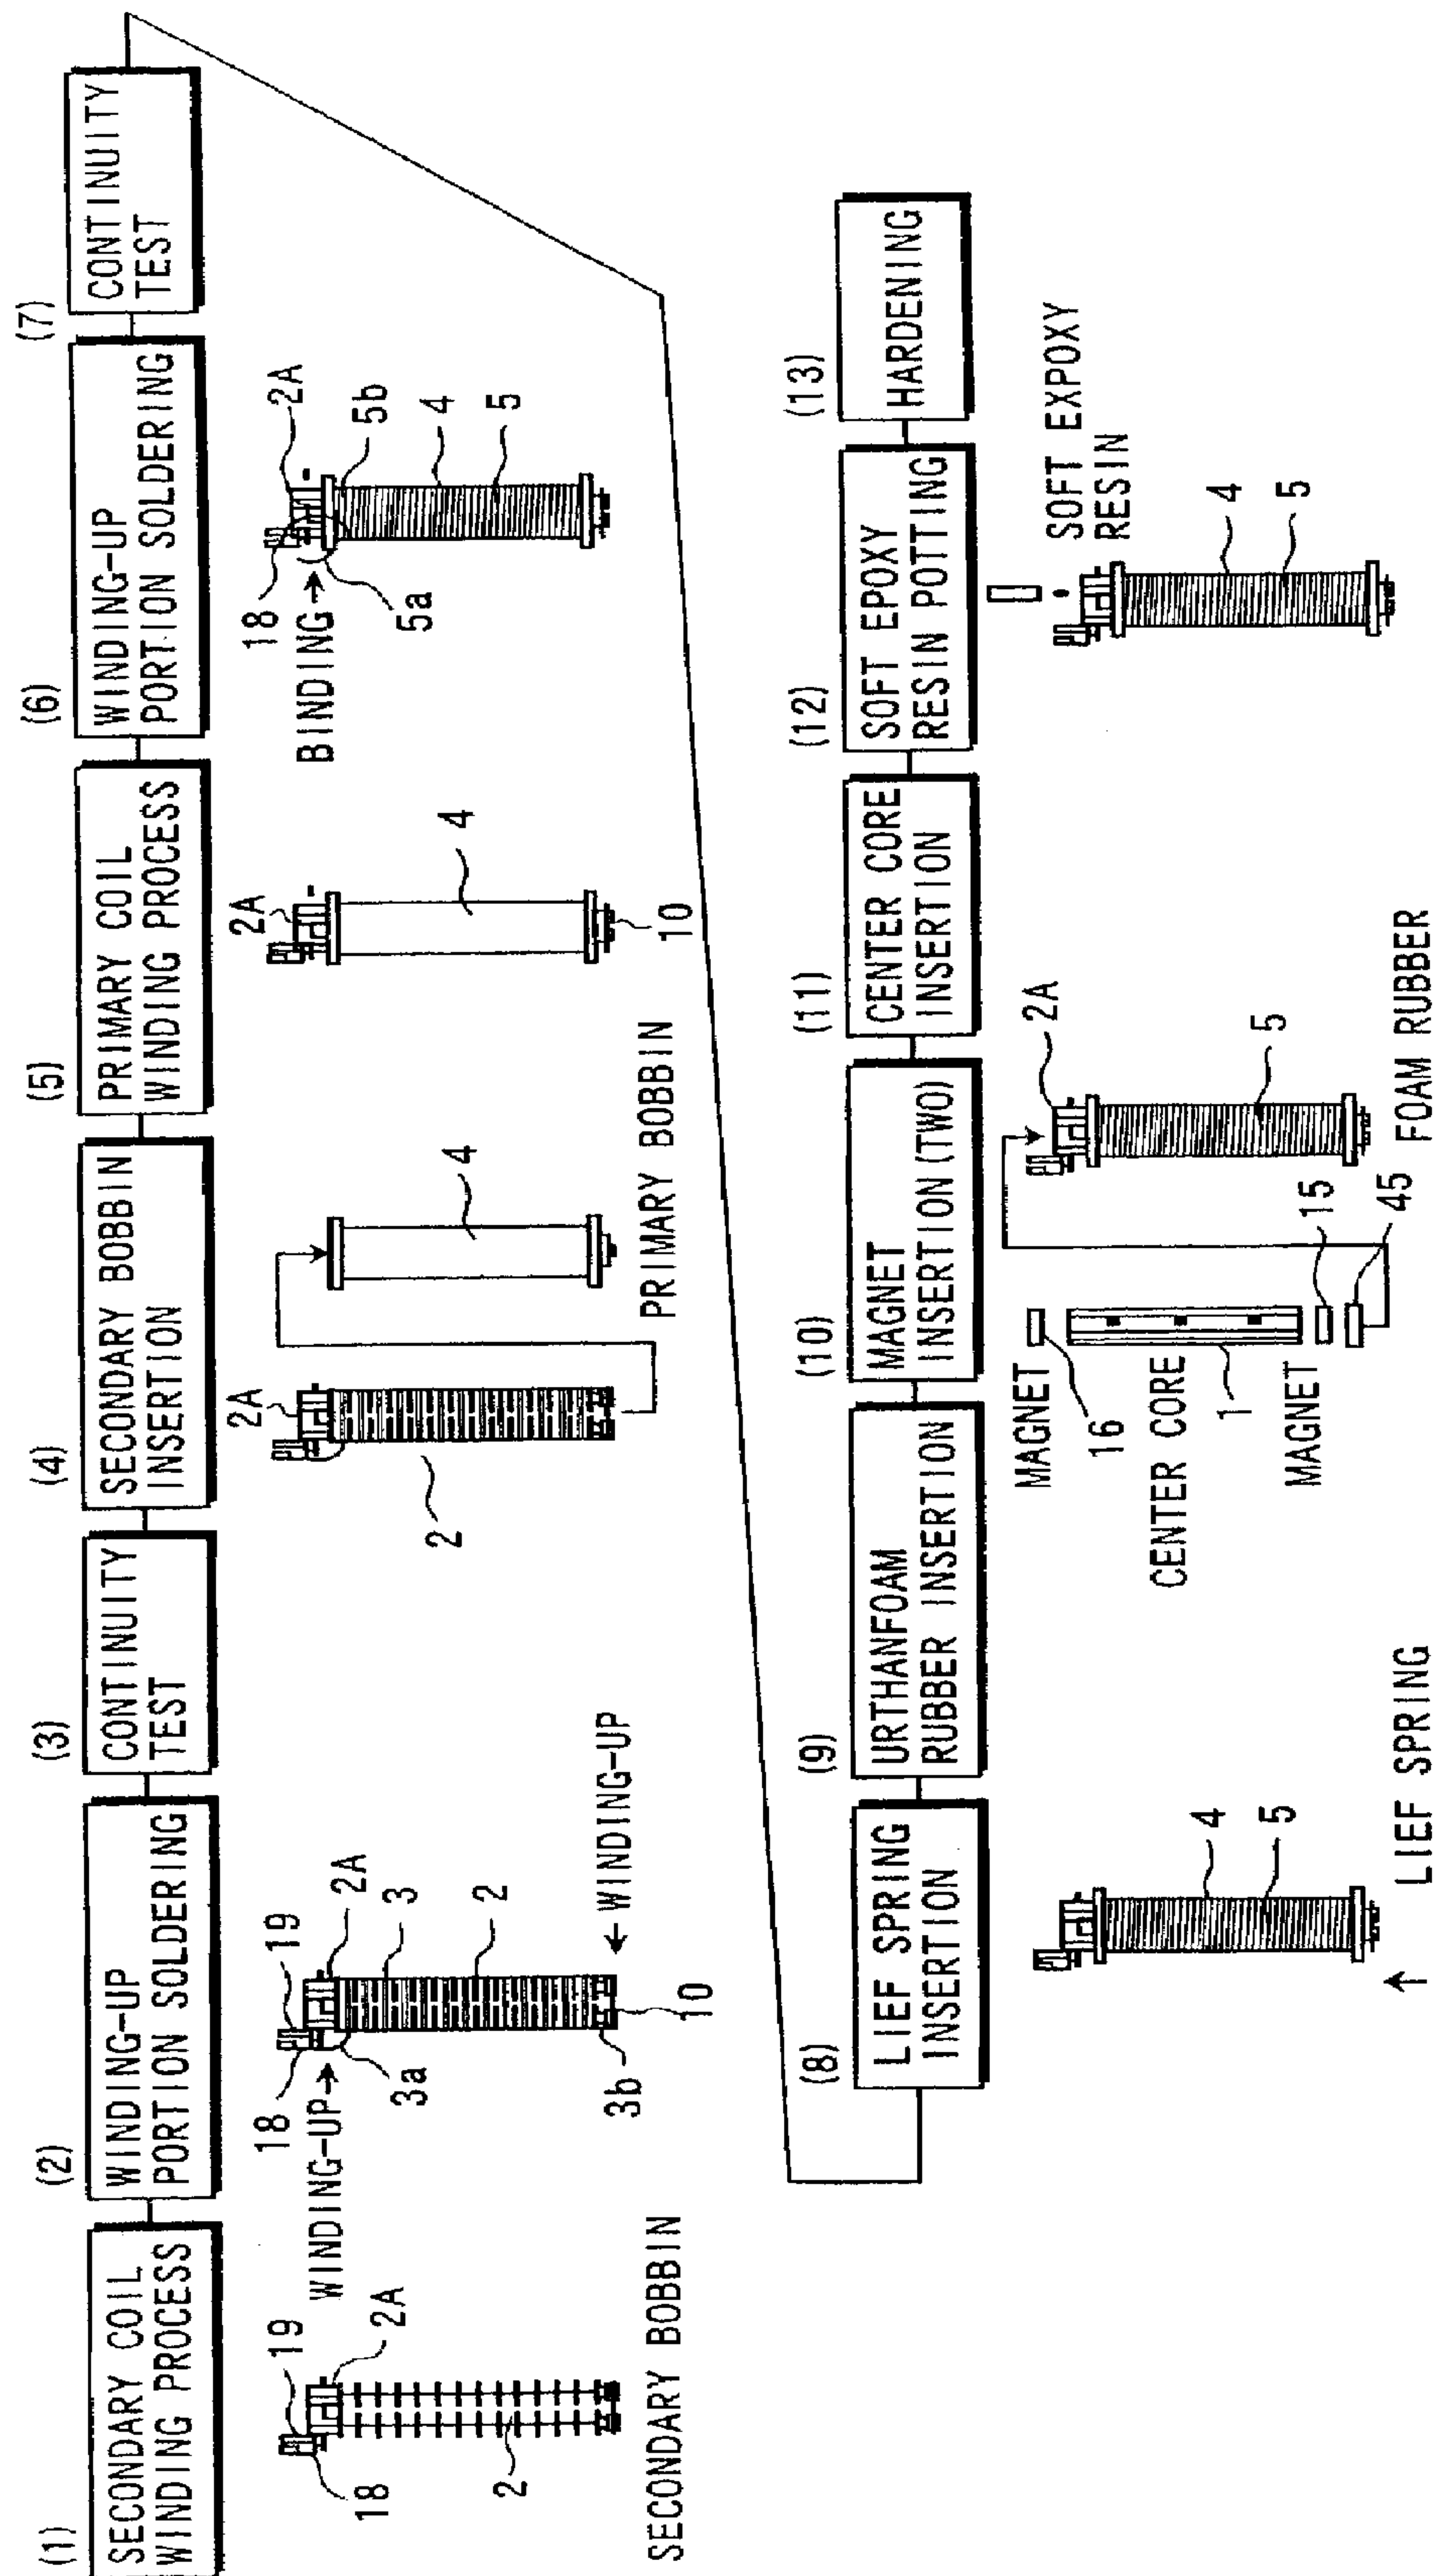 (1)
SECONDARY COIL
WINDING PROCESS
(2)
WINDING-UP
PORTION SOLDERING
(3)
CONTINUITY
TEST
(4)
SECONDARY BOBBIN
INSERTION
(5)
PRIMARY COIL
WINDING PROCESS
(6)
WINDING-UP
PORTION SOLDERING
(7)
CONTINUITY
TEST
18
19
2A
2
SECONDARY BOBBIN
WINDING-UP
18
19
2A
3
2
3a
3b
10
WINDING-UP
2A
2
4
PRIMARY BOBBIN
2A
4
10
BINDING
18
2A
5b
4
5
5a
(8)
LIEF SPRING
INSERTION
(9)
URTHANFOAM
RUBBER INSERTION
(10)
MAGNET
INSERTION (TWO)
(11)
CENTER CORE
INSERTION
(12)
SOFT EPOXY
RESIN POTTING
(13)
HARDENING
4
5
LIEF SPRING
MAGNET
16
CENTER CORE
1
MAGNET
15
45
2A
5
FOAM RUBBER
SOFT EXPOXY
RESIN
4
5